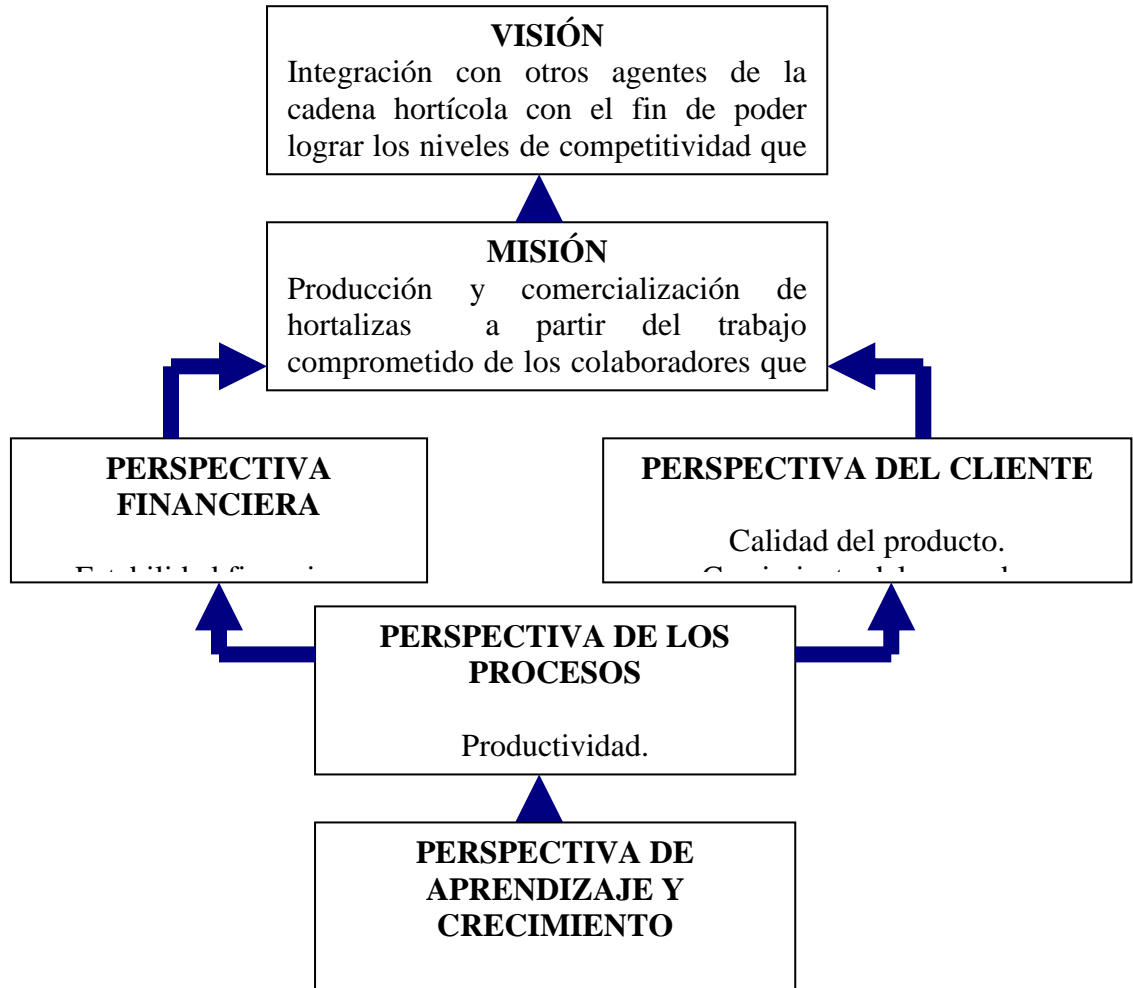 VISIÓN
Integración con otros agentes de la
cadena hortícola con el fin de poder
lograr los niveles de competitividad que
MISIÓN
Producción y comercialización de
hortalizas a partir del trabajo
comprometido de los colaboradores que
PERSPECTIVA
FINANCIERA
PERSPECTIVA DEL CLIENTE
Calidad del producto.
PERSPECTIVA DE LOS
PROCESOS
Productividad.
PERSPECTIVA DE
APRENDIZAJE Y
CRECIMIENTO